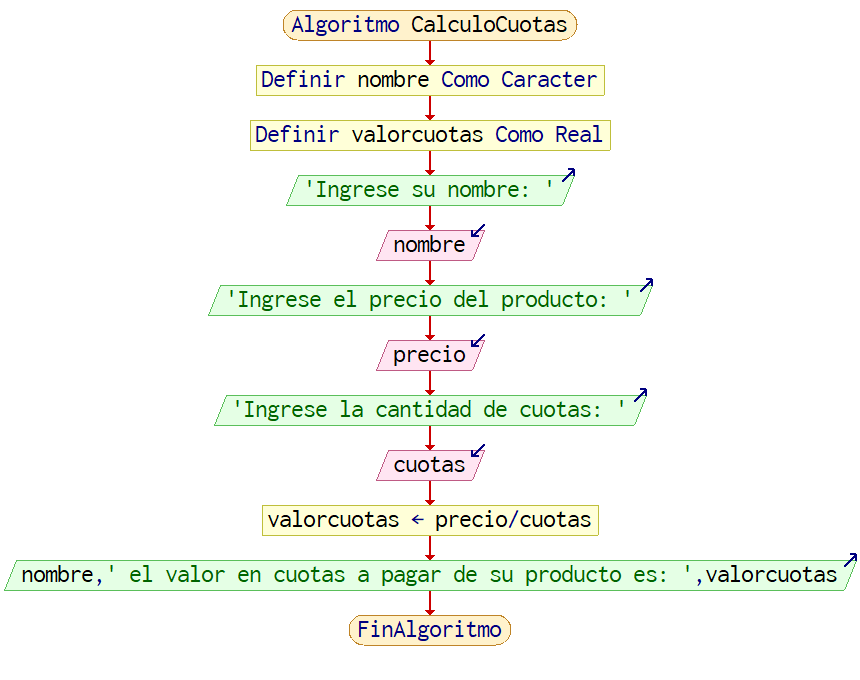 Algoritmo CalculoCuotas
Definir nombre Como Caracter
Definir valorcuotas Como Real
'Ingrese su nombre: '
nombre
'Ingrese el precio del producto: '
precio
'Ingrese la cantidad de cuotas: '
cuotas
valorcuotas ← precio/cuotas
nombre,' el valor en cuotas a pagar de su producto es: ',valorcuotas
FinAlgoritmo